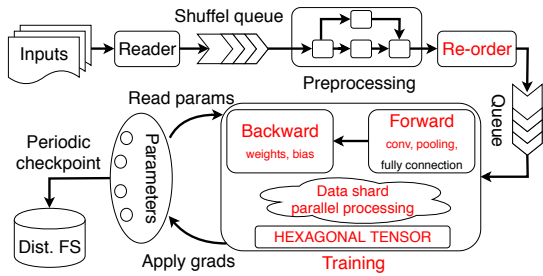 Shuffel queue
Inputs
Reader
Re-order
Preprocessing
Queue
Read params
Periodic
checkpoint
Parameters
Backward
weights, bias
Forward
conv, pooling,
fully connection
Data shard
parallel processing
HEXAGONAL TENSOR
Dist. FS
Apply grads
Training